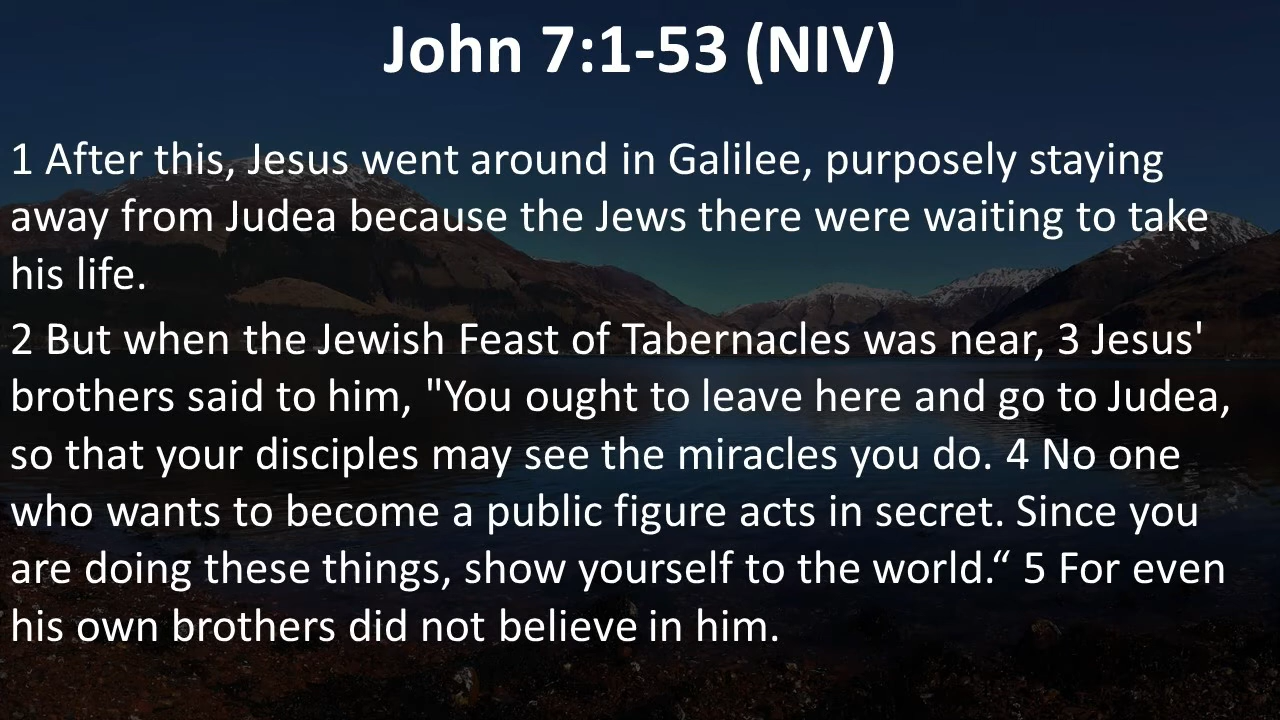 John 7:1-53 (NIV)
1 After this, Jesus went around in Galilee, purposely staying
away from Judea because the Jews there were waiting to take
his life.
2 But when the Jewish Feast of Tabernacles was near, 3 Jesus'
brothers said to him, "You ought to leave here and go to Judea,
so that your disciples may see the miracles you do. 4 No one
who wants to become a public figure acts in secret. Since you
are doing these things, show yourself to the world.“ 5 For even
his own brothers did not believe in him.